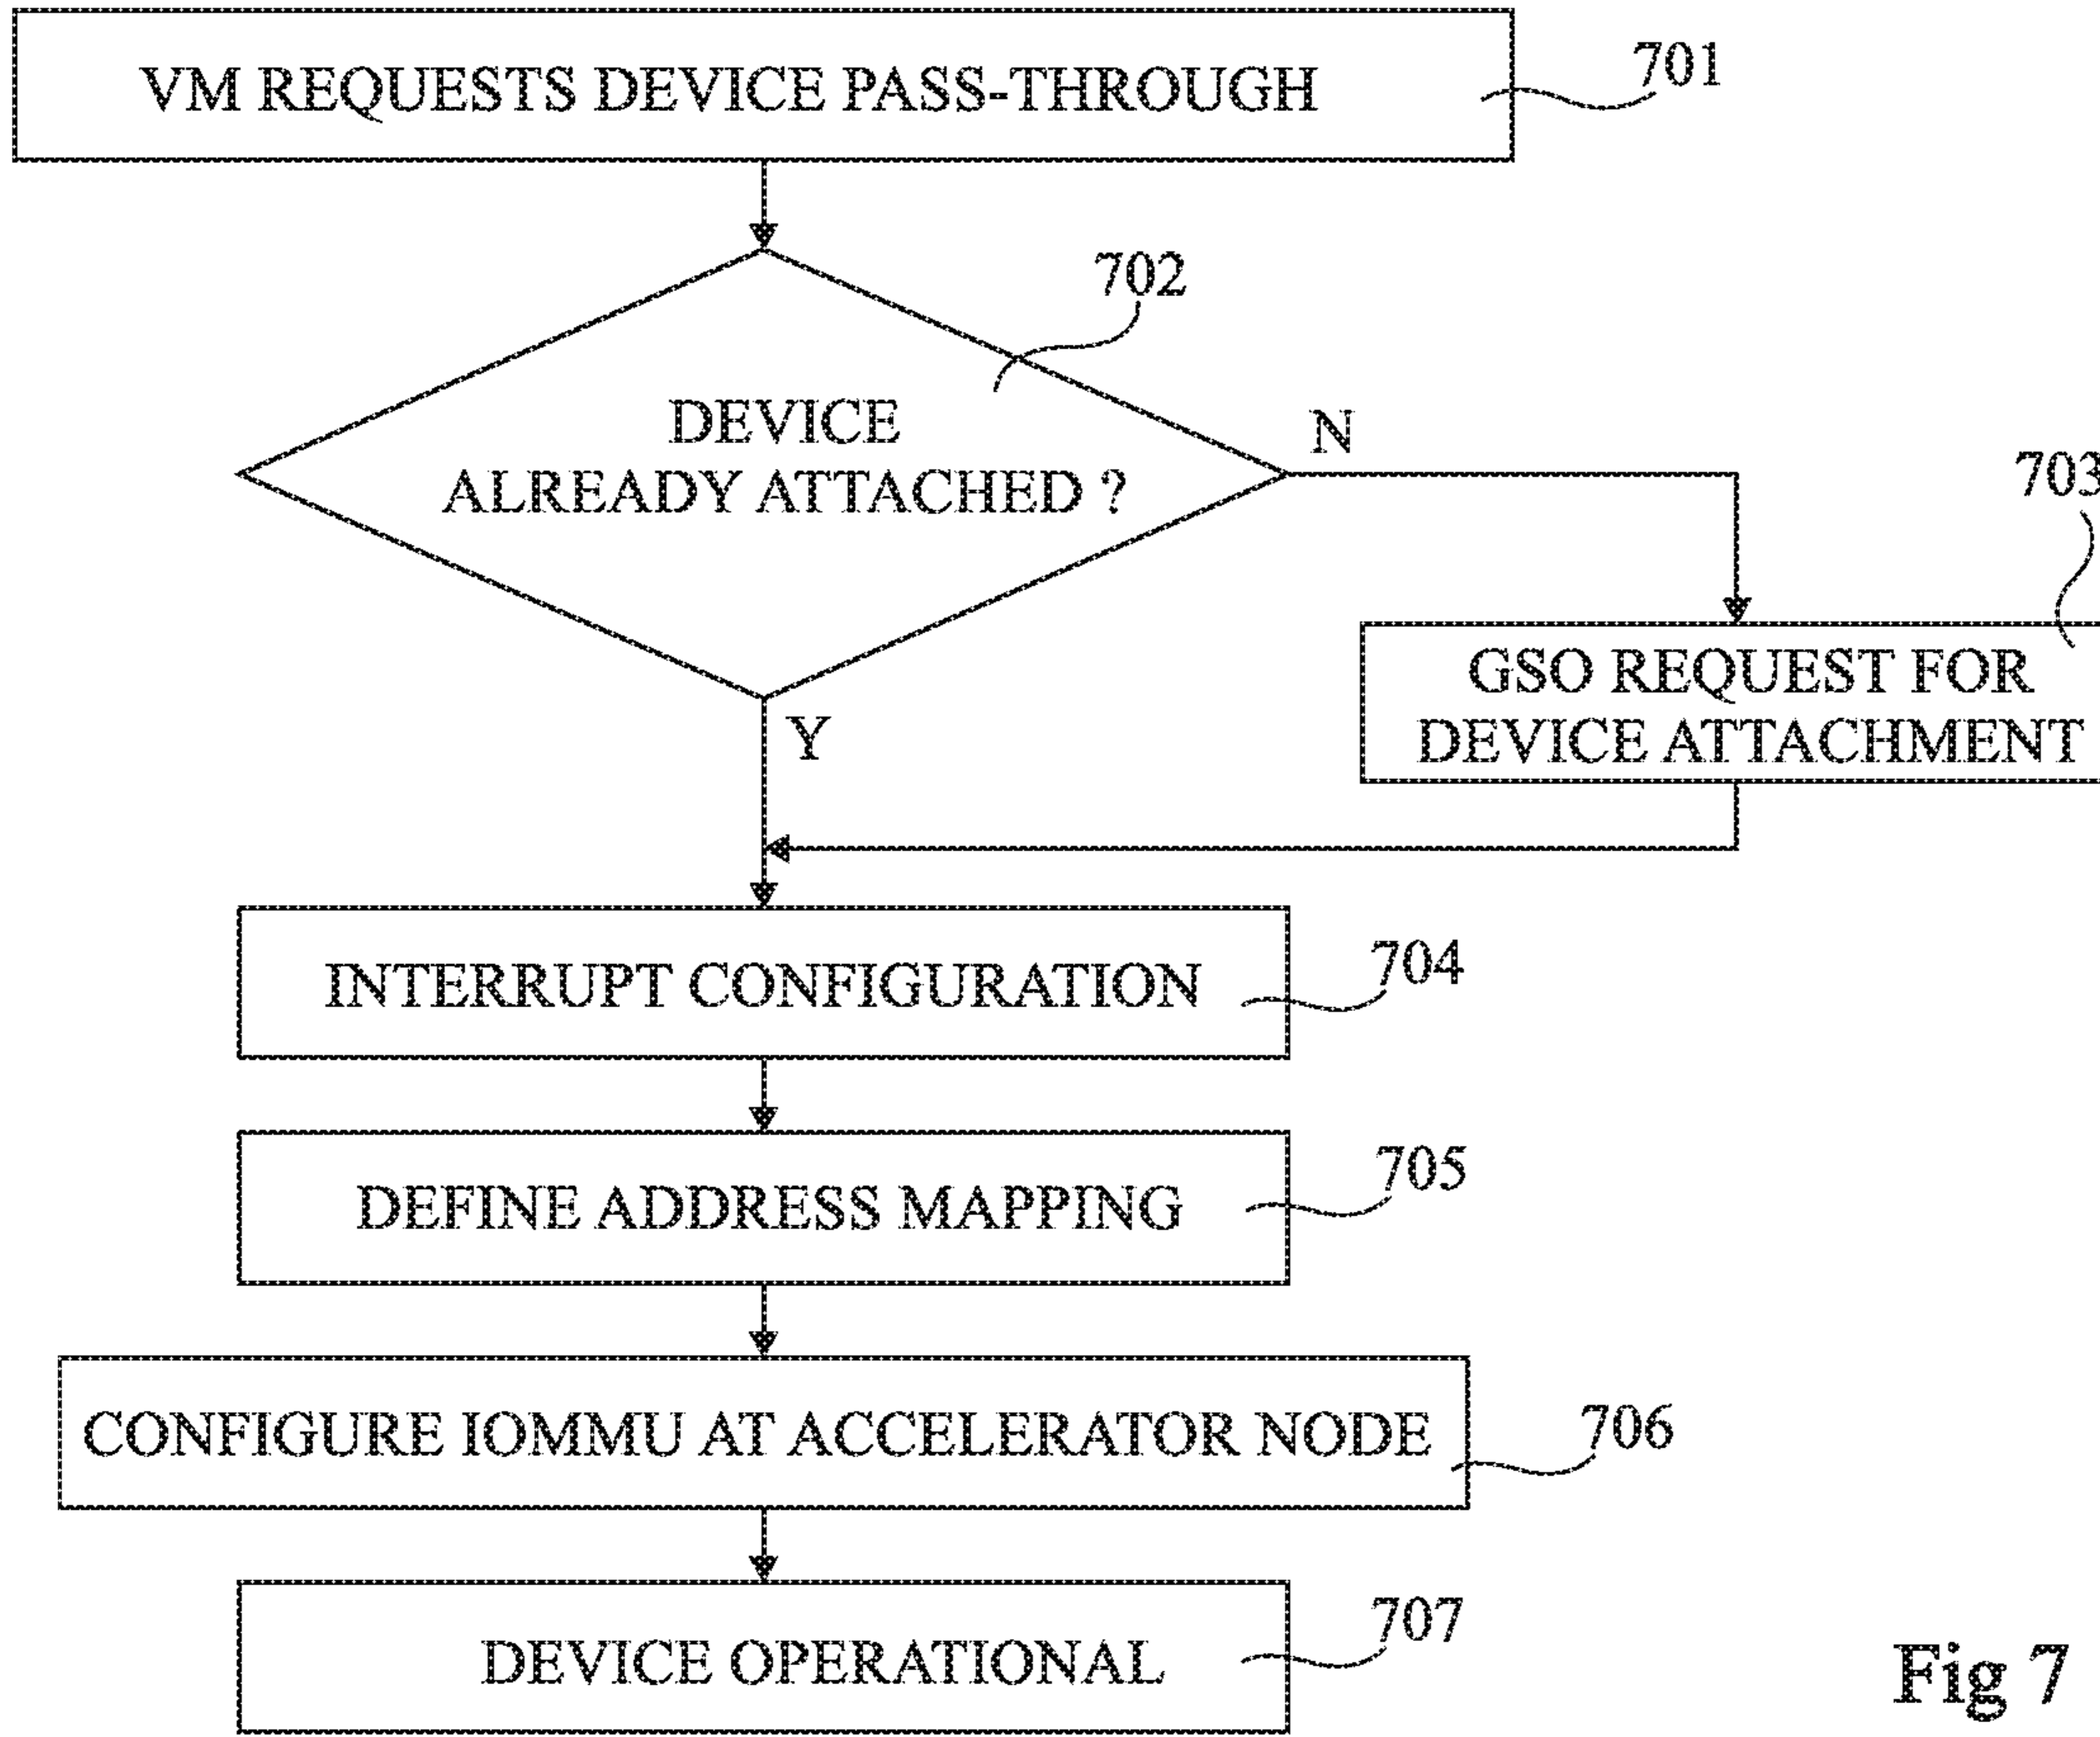 VM REQUESTS DEVICE PASS-THROUGH
701
702
DEVICE
ALREADY ATTACHED ?
N
703
GSO REQUEST FOR
DEVICE ATTACHMENT
Y
INTERRUPT CONFIGURATION
704
DEFINE ADDRESS MAPPING
705
CONFIGURE IOMMU AT ACCELERATOR NODE
706
DEVICE OPERATIONAL
707
Fig 7